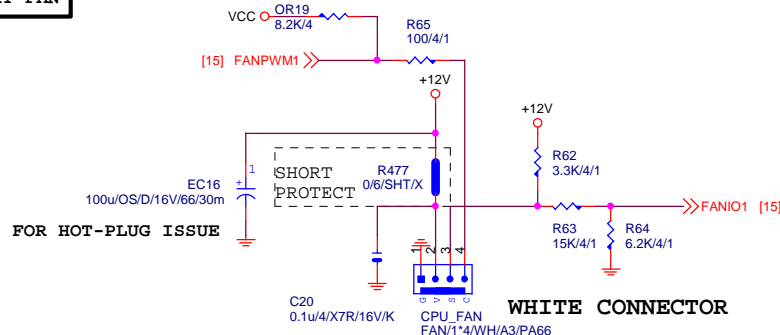 VCC
OR19
8.2K/4
R65
100/4/1
[15] FANPWM1
+12V
+12V
1
SHORT
PROTECT
R477
0/6/SHT/X
EC16
+
100u/OS/D/16V/66/30m
R62
3.3K/4/1
FANIO1 [15]
R63
15K/4/1
R64
6.2K/4/1
FOR HOT-PLUG ISSUE
1 2 3 4
G V S C
C20
0.1u/4/X7R/16V/K
CPU_FAN
FAN/1*4/WH/A3/PA66
WHITE CONNECTOR